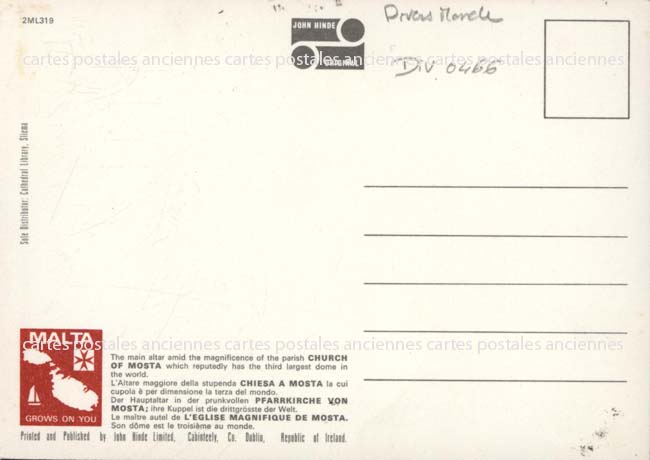 2ML319
JOHN HINDE
ORIGINAL
Divers Monde
Div 0466
cartes postales anciennes cartes postales anciennes cartes postales anciennes
Sole Distributor: Cathedral Library, Sliema
MALTA
GROWS ON YOU
cartes postales anciennes cartes postales anciennes cartes postales anciennes
The main altar amid the magnificence of the parish CHURCH
OF MOSTA which reputedly has the third largest dome in
the world.
L'Altare maggiore della stupenda CHIESA A MOSTA la cui
cupola è per dimensione la terza del mondo.
Der Hauptaltar in der prunkvollen PFARRKIRCHE VON
MOSTA; ihre Kuppel ist die drittgrösste der Welt.
Le maître autel de L'EGLISE MAGNIFIQUE DE MOSTA.
Son dôme est le troisième au monde.
Printed and Published by John Hinde Limited, Cabinteely, Co. Dublin, Republic of Ireland.